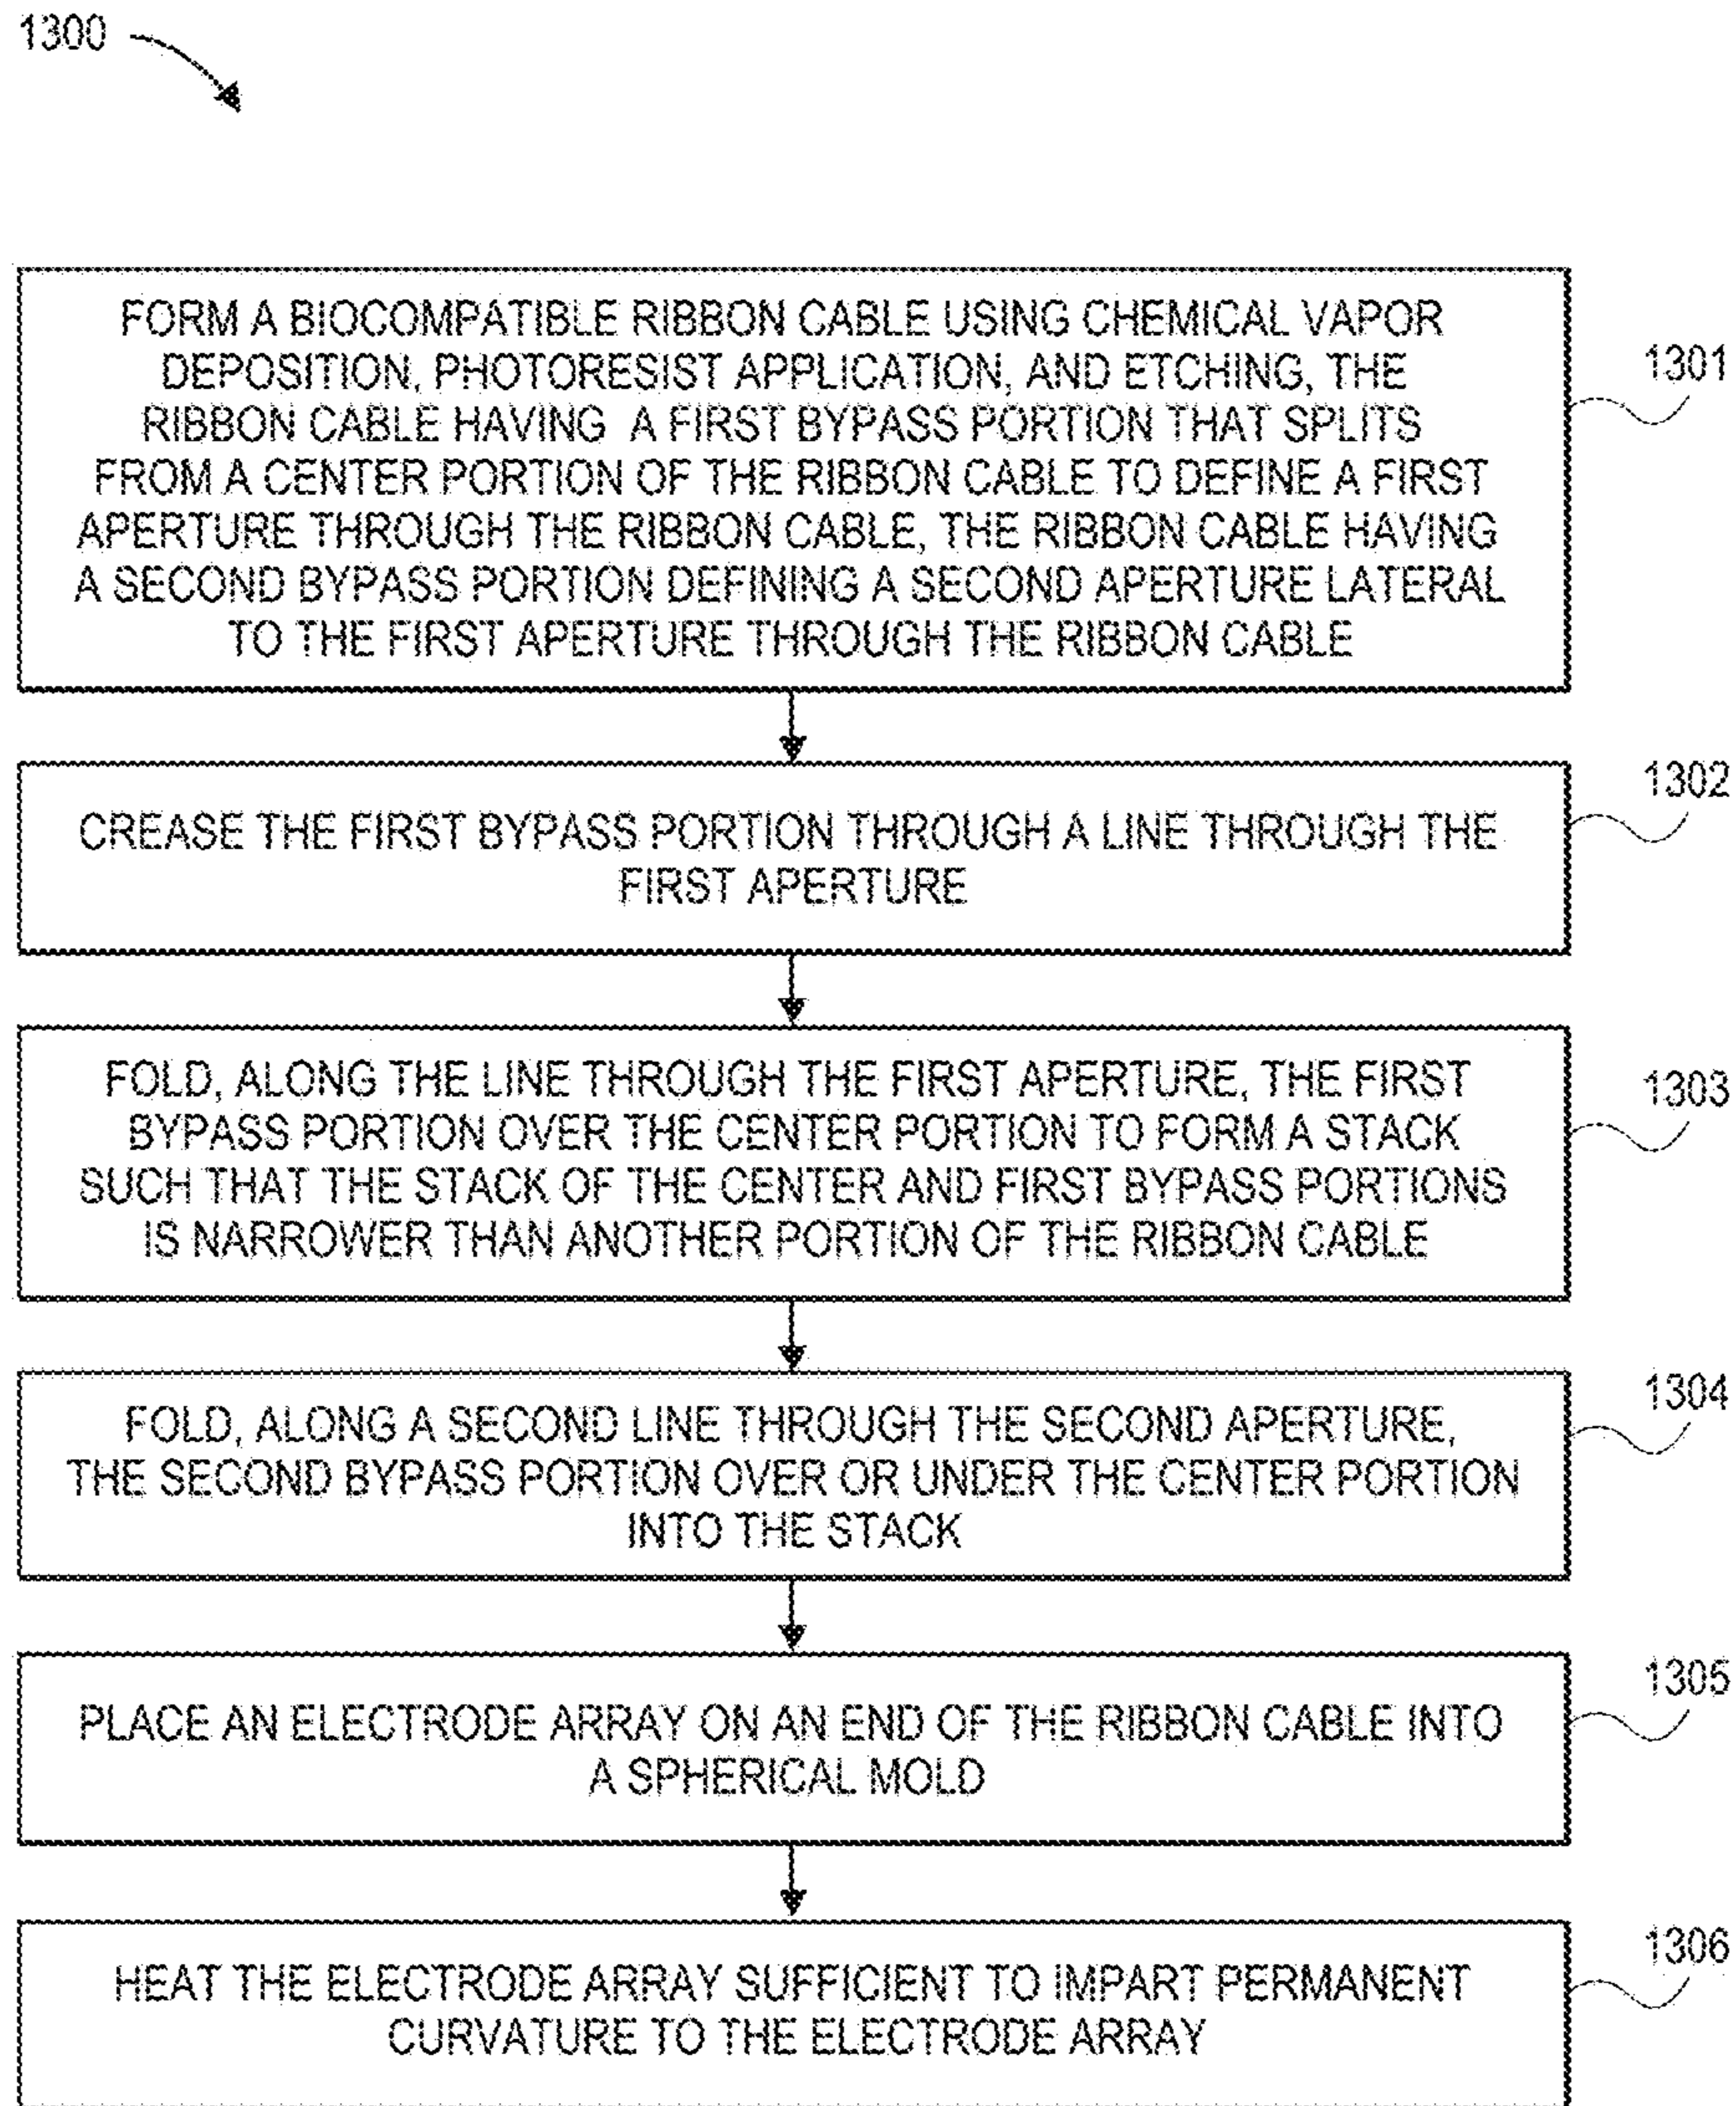 1300
FORM A BIOCOMPATIBLE RIBBON CABLE USING CHEMICAL VAPOR
DEPOSITION, PHOTORESIST APPLICATION, AND ETCHING, THE
RIBBON CABLE HAVING A FIRST BYPASS PORTION THAT SPLITS
FROM A CENTER PORTION OF THE RIBBON CABLE TO DEFINE A FIRST
APERTURE THROUGH THE RIBBON CABLE, THE RIBBON CABLE HAVING
A SECOND BYPASS PORTION DEFINING A SECOND APERTURE LATERAL
TO THE FIRST APERTURE THROUGH THE RIBBON CABLE
1301
CREASE THE FIRST BYPASS PORTION THROUGH A LINE THROUGH THE
FIRST APERTURE
1302
FOLD, ALONG THE LINE THROUGH THE FIRST APERTURE, THE FIRST
BYPASS PORTION OVER THE CENTER PORTION TO FORM A STACK
SUCH THAT THE STACK OF THE CENTER AND FIRST BYPASS PORTIONS
IS NARROWER THAN ANOTHER PORTION OF THE RIBBON CABLE
1303
FOLD, ALONG A SECOND LINE THROUGH THE SECOND APERTURE,
THE SECOND BYPASS PORTION OVER OR UNDER THE CENTER PORTION
INTO THE STACK
1304
PLACE AN ELECTRODE ARRAY ON AN END OF THE RIBBON CABLE INTO
A SPHERICAL MOLD
1305
HEAT THE ELECTRODE ARRAY SUFFICIENT TO IMPART PERMANENT
CURVATURE TO THE ELECTRODE ARRAY
1306